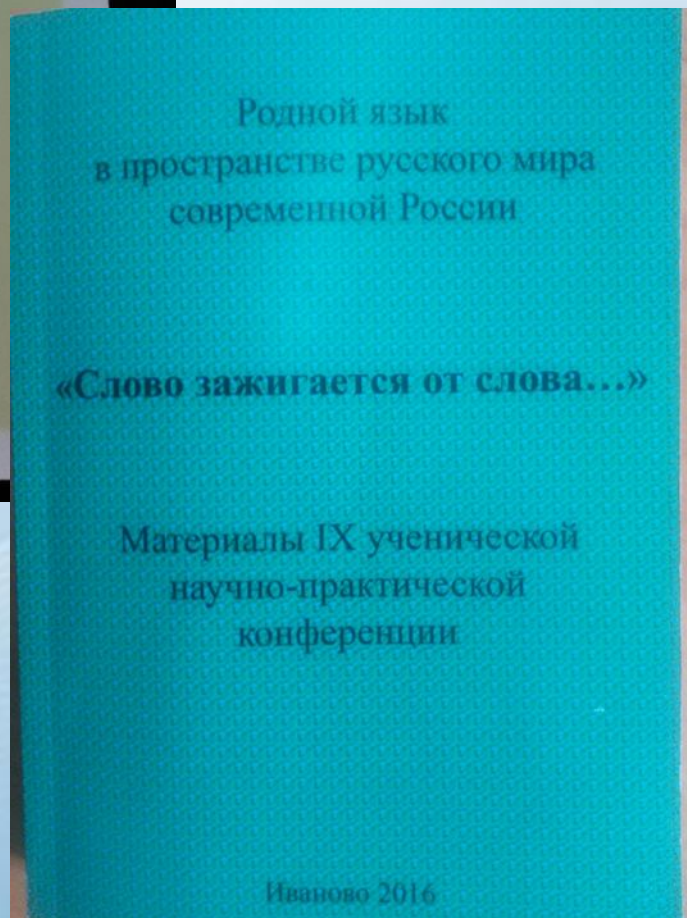 Родной язык
в пространстве русского мира
современной России
«Слово зажигается от слова...»
Материалы IX ученической
научно-практической
конференции
Иваново 2016